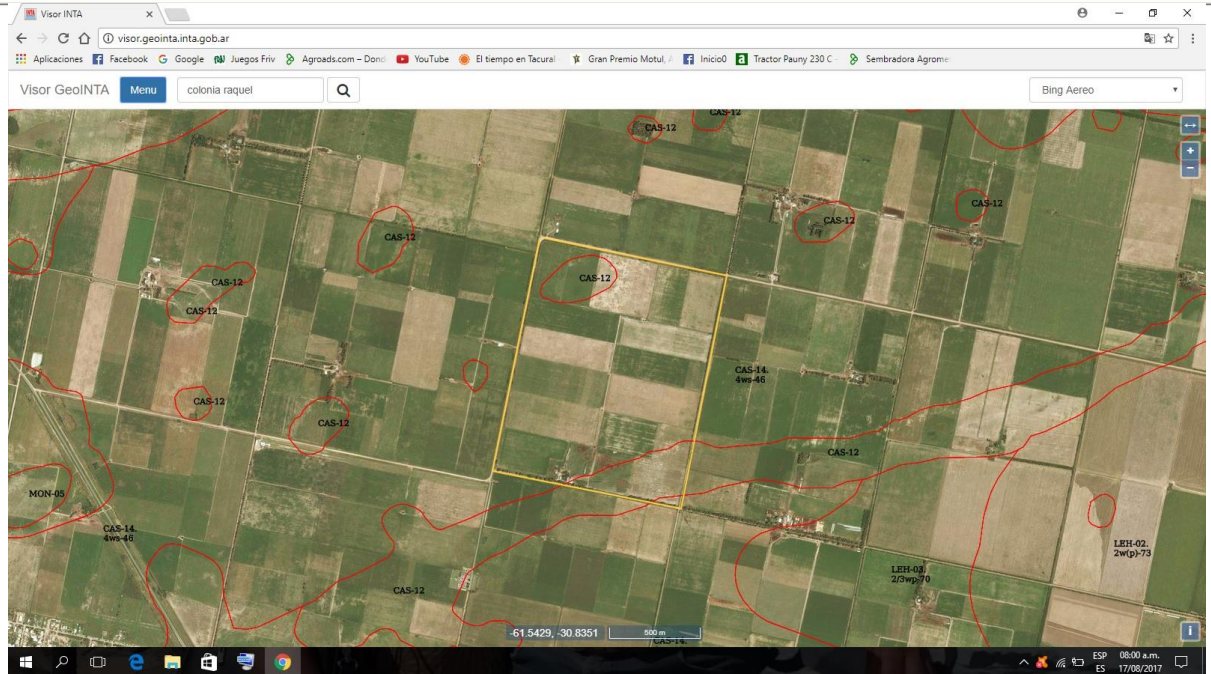 Visor INTA
visor.geointa.inta.gob.ar
Aplicaciones Facebook Google Juegos Friv Agroads.com – Dond El tiempo en Tacural Gran Premio Motul, Inicio0 Tractor Pauny 230 C - Sembradora Agrome
YouTube
Visor GeoINTA Menu colonia raquel Bing Aereo
CAS-12
CAS-12
CAS-12
CAS-12
CAS-12
CAS-12
CAS-12
CAS-12
CAS-14.
4ws-46
CAS-12
CAS-12
CAS-12
MON-05
CAS-14.
4ws-46
LEH-02.
2w(p)-73
LEH-03.
2/3wp-70
CAS-12
-61.5429, -30.8351 500 m
CAS-14.
ESP 08:00 a.m.
ES 17/08/2017